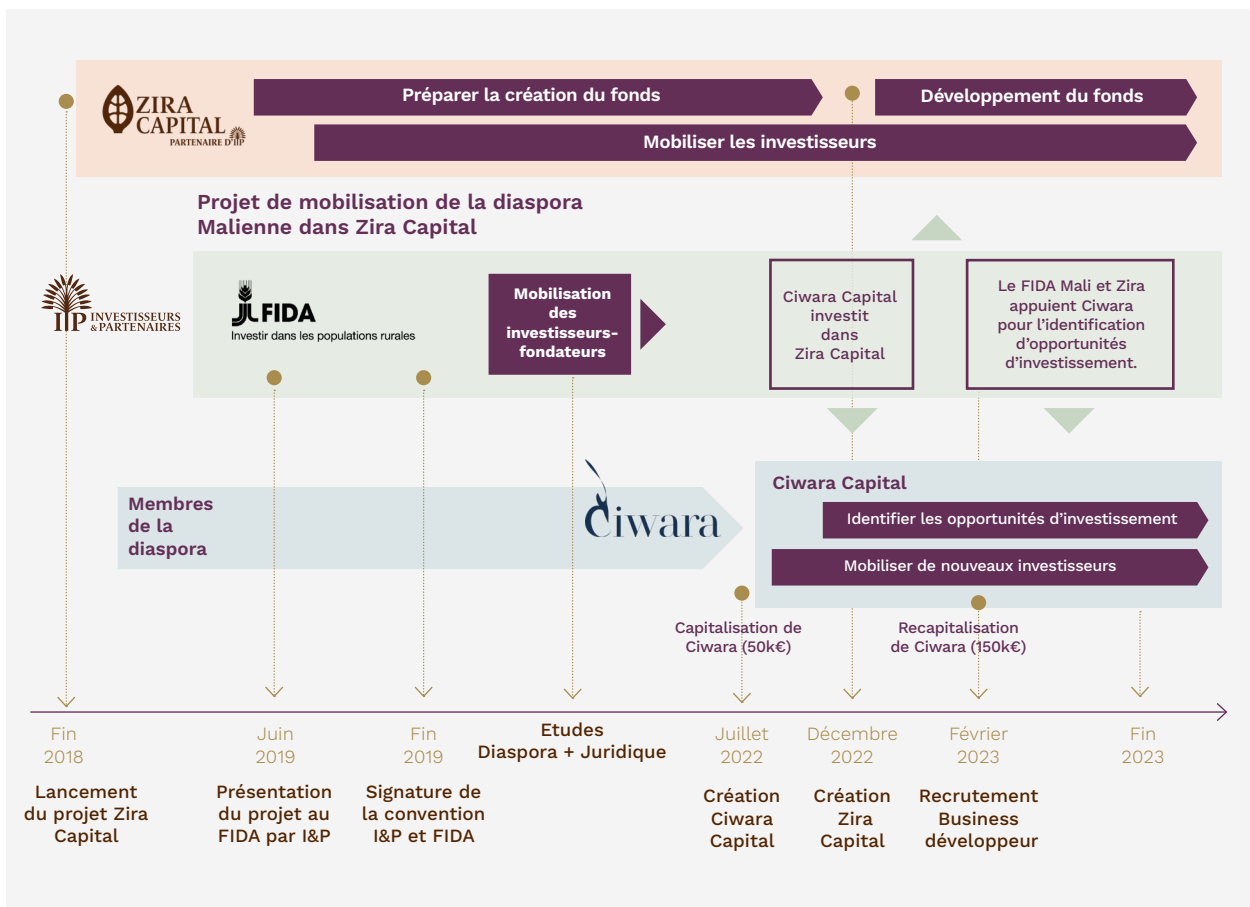 ZIRA
CAPITAL
PARTENAIRE D'I&P
Préparer la création du fonds
Développement du fonds
Mobiliser les investisseurs
Projet de mobilisation de la diaspora
Malienne dans Zira Capital
I&P INVESTISSEURS
& PARTENAIRES
FIDA
Investir dans les populations rurales
Mobilisation
des
investisseurs-
fondateurs
Ciwara Capital
investit
dans
Zira Capital
Le FIDA Mali et Zira
appuient Ciwara
pour l’identification
d’opportunités
d’investissement.
Membres
de la
diaspora
Ciwara
Ciwara Capital
Identifier les opportunités d’investissement
Mobiliser de nouveaux investisseurs
Capitalisation de
Ciwara (50k€)
Recapitalisation
de Ciwara (150k€)
Fin
2018
Lancement
du projet Zira
Capital
Juin
2019
Présentation
du projet au
FIDA par I&P
Fin
2019
Signature de
la convention
I&P et FIDA
Etudes
Diaspora + Juridique
Juillet
2022
Création
Ciwara
Capital
Décembre
2022
Création
Zira
Capital
Février
2023
Recrutement
Business
développeur
Fin
2023